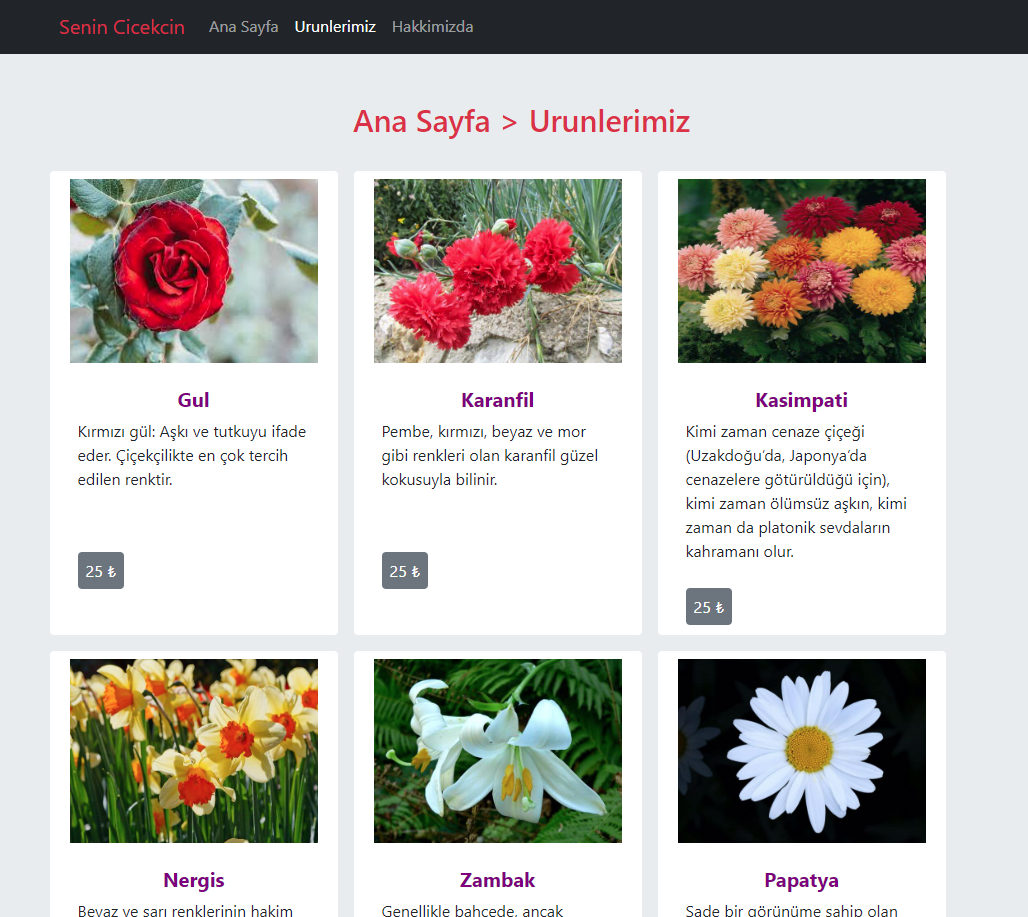 Senin Cicekcin Ana Sayfa Urunlerimiz Hakkimizda
Ana Sayfa > Urunlerimiz
Gul
Kırmızı gül: Aşkı ve tutkuyu ifade
eder. Çiçekçilikte en çok tercih
edilen renktir.
25 ₺
Karanfil
Pembe, kırmızı, beyaz ve mor
gibi renkleri olan karanfil güzel
kokusuyla bilinir.
25 ₺
Kasimpati
Kimi zaman cenaze çiçeği
(Uzakdoğu’da, Japonya’da
cenazelere götürüldüğü için),
kimi zaman ölümsüz aşkın, kimi
zaman da platonik sevdaların
kahramanı olur.
25 ₺
Nergis
Beyaz ve sarı renklerinin hakim
Zambak
Genellikle bahçede, ancak
Papatya
Sade bir görünüme sahip olan